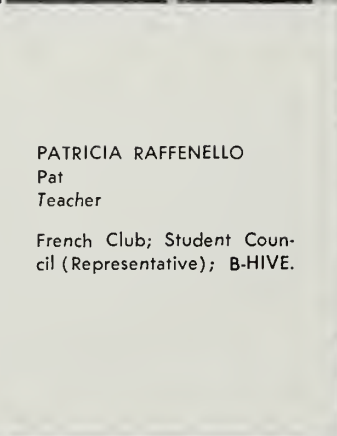 PATRICIA RAFFENELLO
Pat
Teacher
French Club; Student Coun-
cil (Representative); B-HIVE.